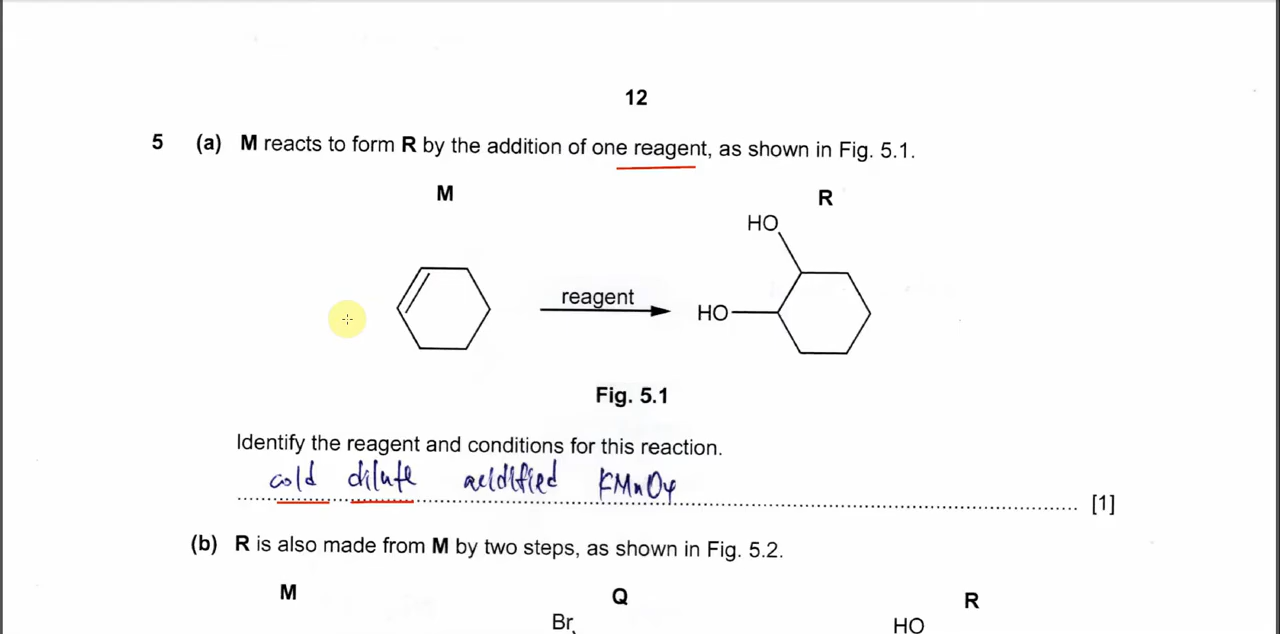 12
5 (a) M reacts to form R by the addition of one reagent, as shown in Fig. 5.1.
M
R
HO
reagent
HO
Fig. 5.1
Identify the reagent and conditions for this reaction.
cold dilute acidified KMnO4
[1]
(b) R is also made from M by two steps, as shown in Fig. 5.2.
M
Q
R
Br
HO